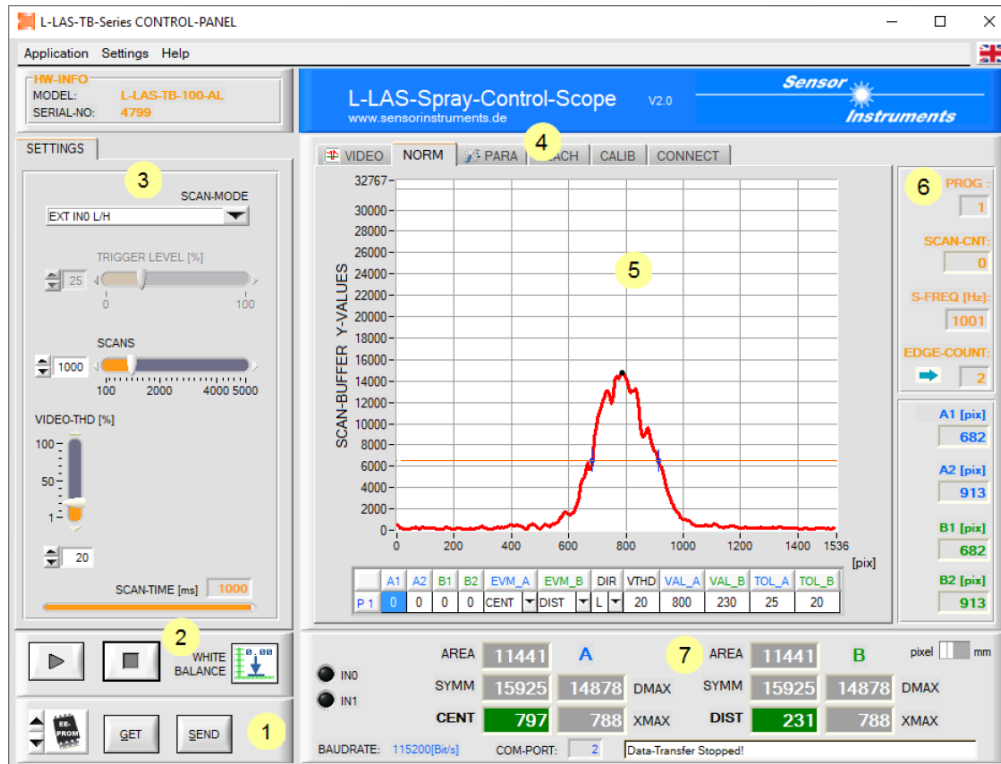 L-LAS-TB-Series CONTROL-PANEL
Application Settings Help
HW-INFO
MODEL: L-LAS-TB-100-AL
SERIAL-NO: 4799
L-LAS-Spray-Control-Scope V2.0
www.sensorinstruments.de
Sensor
Instruments
SETTINGS
3
SCAN-MODE
EXT IN0 L/H
TRIGGER LEVEL [%]
25
0 100
SCANS
1000
100 2000 4000 5000
VIDEO-THD [%]
100
50
1
20
SCAN-TIME [ms] 1000
2
WHITE
BALANCE
0.00
EE-
PROM
GET
SEND
1
4
VIDEO NORM PARA ACH CALIB CONNECT
5
SCAN-BUFFER Y-VALUES
32767
30000
28000
26000
24000
22000
20000
18000
16000
14000
12000
10000
8000
6000
4000
2000
0
0 200 400 600 800 1000 1200 1400 1536
[pix]
A1 A2 B1 B2 EVM_A EVM_B DIR VTHD VAL_A VAL_B TOL_A TOL_B
P 1 0 0 0 0 CENT DIST L 20 800 230 25 20
6
PROG :
1
SCAN-CNT:
0
S-FREQ [Hz]:
1001
EDGE-COUNT:
2
A1 [pix]
682
A2 [pix]
913
B1 [pix]
682
B2 [pix]
913
7
IN0
IN1
AREA 11441 A
SYMM 15925 14878 DMAX
CENT 797 788 XMAX
AREA 11441 B
SYMM 15925 14878 DMAX
DIST 231 788 XMAX
pixel mm
BAUDRATE: 115200[Bit/s] COM-PORT: 2 Data-Transfer Stopped!